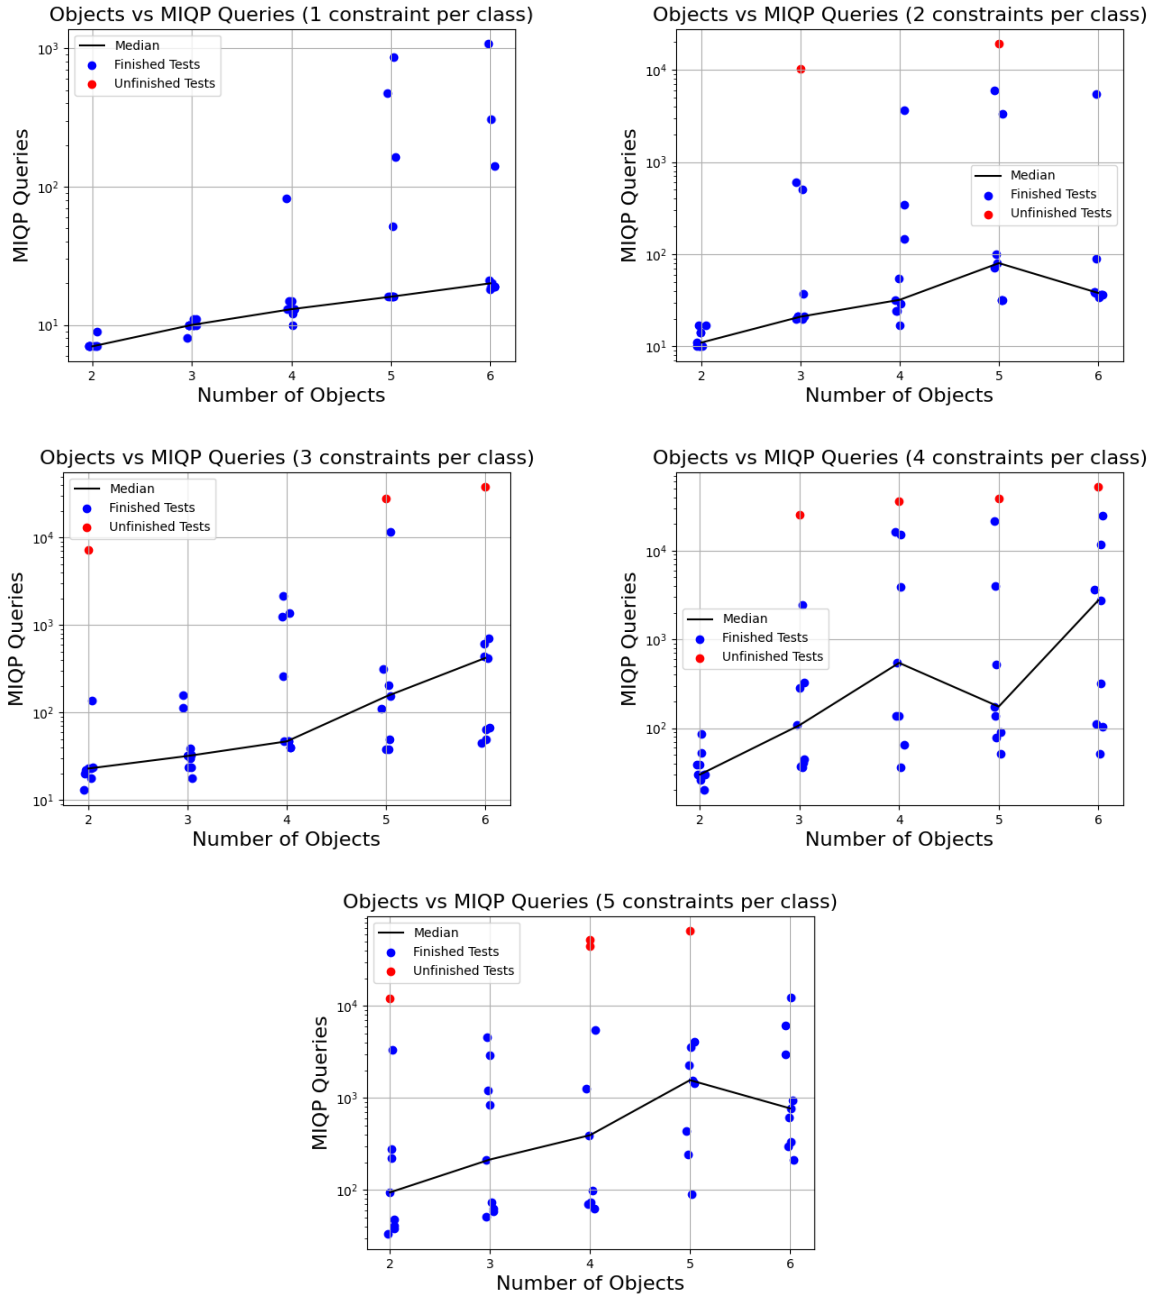 Objects vs MIQP Queries (1 constraint per class)
Median
Finished Tests
Unfinished Tests
MIQP Queries
10³
10²
10¹
2 3 4 5 6
Number of Objects
Objects vs MIQP Queries (2 constraints per class)
MIQP Queries
10⁴
10³
10²
10¹
Median
Finished Tests
Unfinished Tests
2 3 4 5 6
Number of Objects
Objects vs MIQP Queries (3 constraints per class)
Median
Finished Tests
Unfinished Tests
MIQP Queries
10⁴
10³
10²
10¹
2 3 4 5 6
Number of Objects
Objects vs MIQP Queries (4 constraints per class)
MIQP Queries
10⁴
10³
10²
Median
Finished Tests
Unfinished Tests
2 3 4 5 6
Number of Objects
Objects vs MIQP Queries (5 constraints per class)
Median
Finished Tests
Unfinished Tests
MIQP Queries
10⁴
10³
10²
2 3 4 5 6
Number of Objects